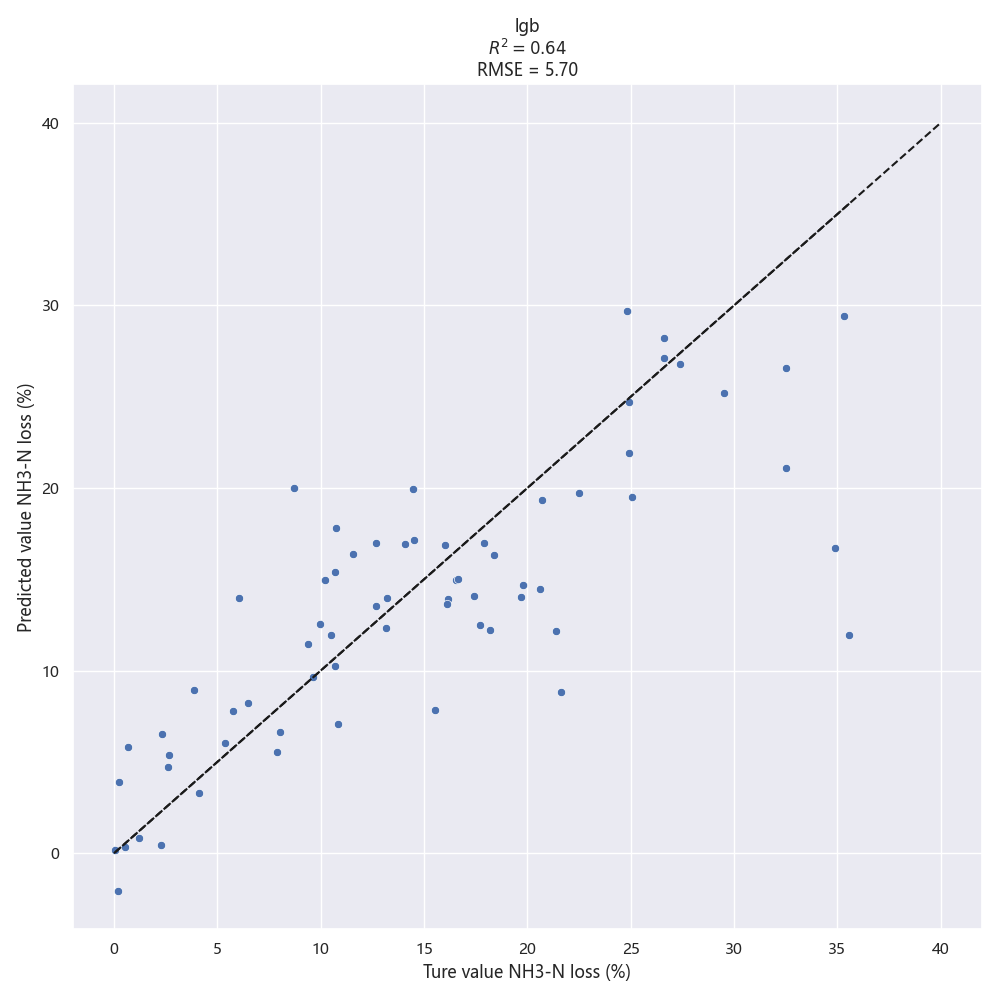 lgb
R² = 0.64
RMSE = 5.70
40
30
20
10
0
Predicted value NH3-N loss (%)
0 5 10 15 20 25 30 35 40
Ture value NH3-N loss (%)